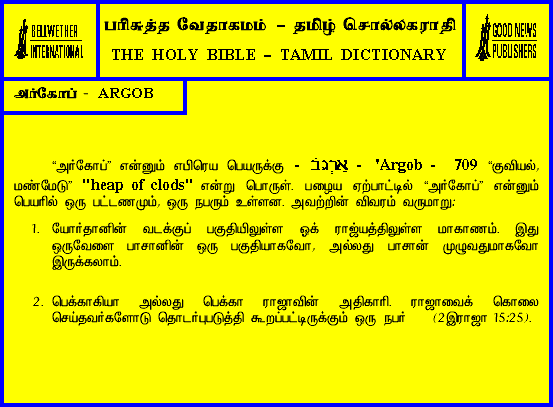 BELLWETHER
INTERNATIONAL
பரிசுத்த வேதாகமம் – தமிழ் சொல்லகராதி
THE HOLY BIBLE – TAMIL DICTIONARY
GOOD NEWS
PUBLISHERS
அர்கோப் - ARGOB
“அர்கோப்” என்னும் எபிரெய பெயருக்கு - אַרְגֹּב - 'Argob - 709 “குவியல்,
மண்மேடு” "heap of clods" என்று பொருள். பழைய ஏற்பாட்டில் “அர்கோப்” என்னும்
பெயரில் ஒரு பட்டணமும், ஒரு நபரும் உள்ளன. அவற்றின் விவரம் வருமாறு;
1. யோர்தானின் வடக்குப் பகுதியிலுள்ள ஓக் ராஜ்யத்திலுள்ள மாகாணம். இது
ஒருவேளை பாசானின் ஒரு பகுதியாகவோ, அல்லது பாசான் முழுவதுமாகவோ
இருக்கலாம்.
2. பெக்காகியா அல்லது பெக்கா ராஜாவின் அதிகாரி. ராஜாவைக் கொலை
செய்தவர்களோடு தொடர்புபடுத்தி கூறப்பட்டிருக்கும் ஒரு நபர் (2இராஜா 15:25).